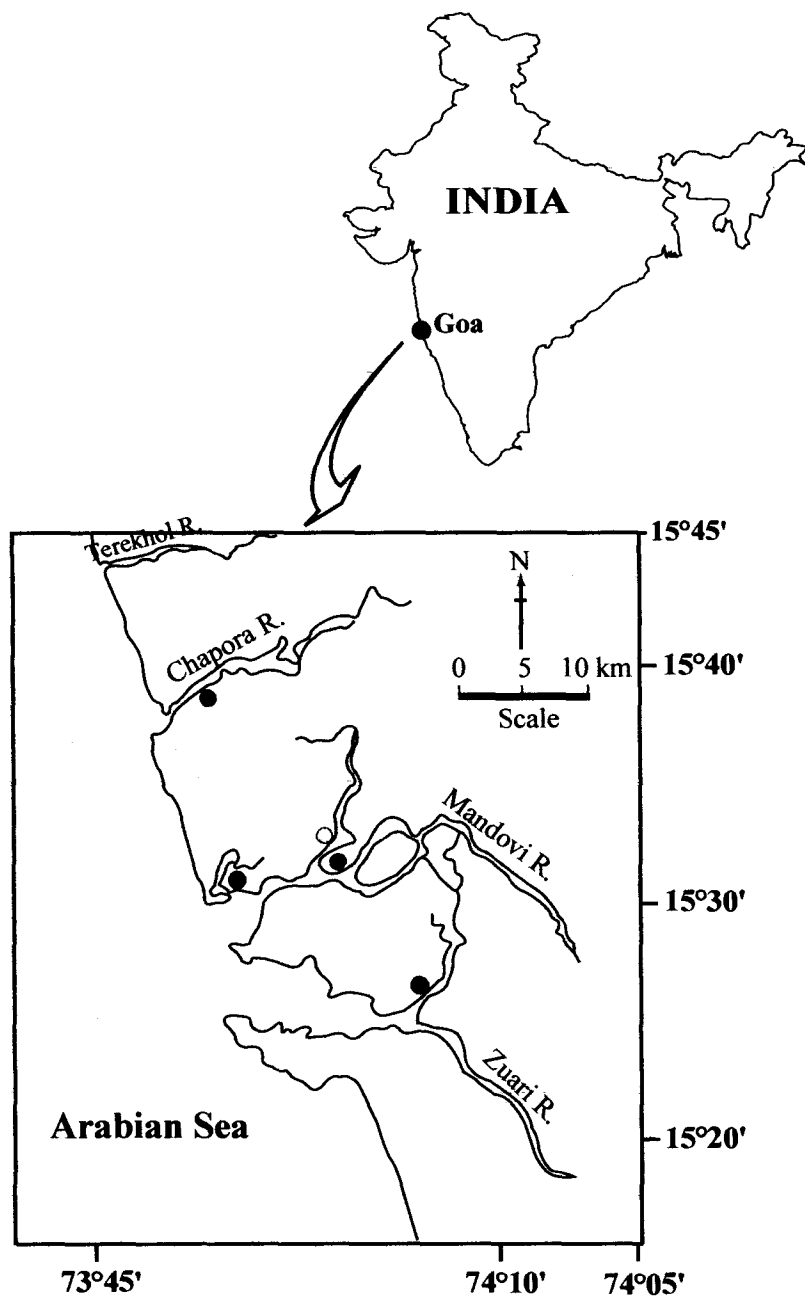 INDIA
Goa
15°45'
Terekhol R.
N
Chapora R.
0 5 10 km
15°40'
Scale
Mandovi R.
15°30'
Zuari R.
Arabian Sea
15°20'
73°45' 74°10' 74°05'